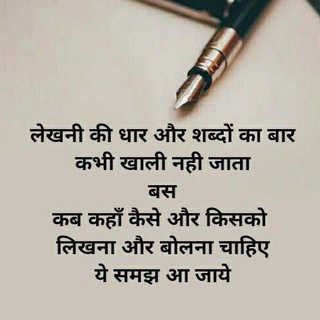 लेखनी की धार और शब्दों का बार
कभी खाली नही जाता
बस
कब कहाँ कैसे और किसको
लिखना और बोलना चाहिए
ये समझ आ जाये